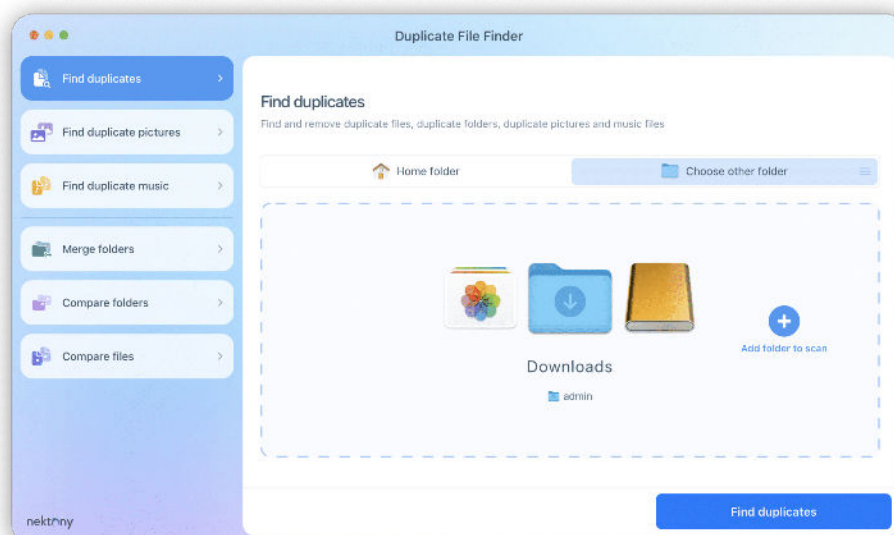 Duplicate File Finder
Find duplicates
Find duplicate pictures
Find duplicate music
Merge folders
Compare folders
Compare files
nektony
Find duplicates
Find and remove duplicate files, duplicate folders, duplicate pictures and music files
Home folder
Choose other folder
Add folder to scan
Downloads
admin
Find duplicates